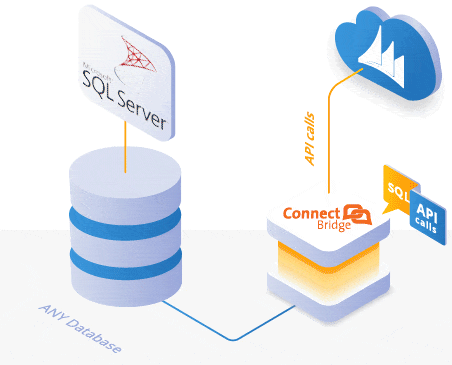 Microsoft
SQL Server
API calls
SQL
API
calls
Connect
Bridge
ANY Database